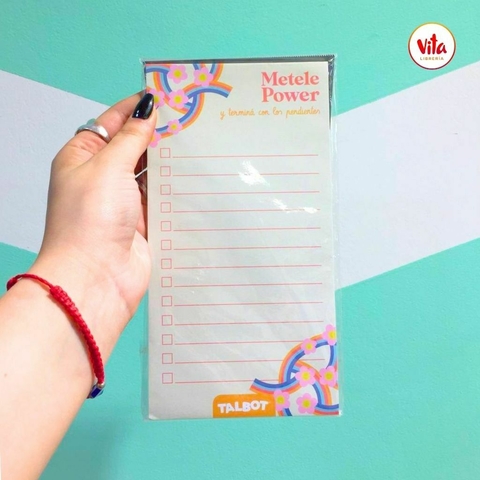 Vita
LIBRERÍA
Metele
Power
y terminá con los pendientes
TALBOT